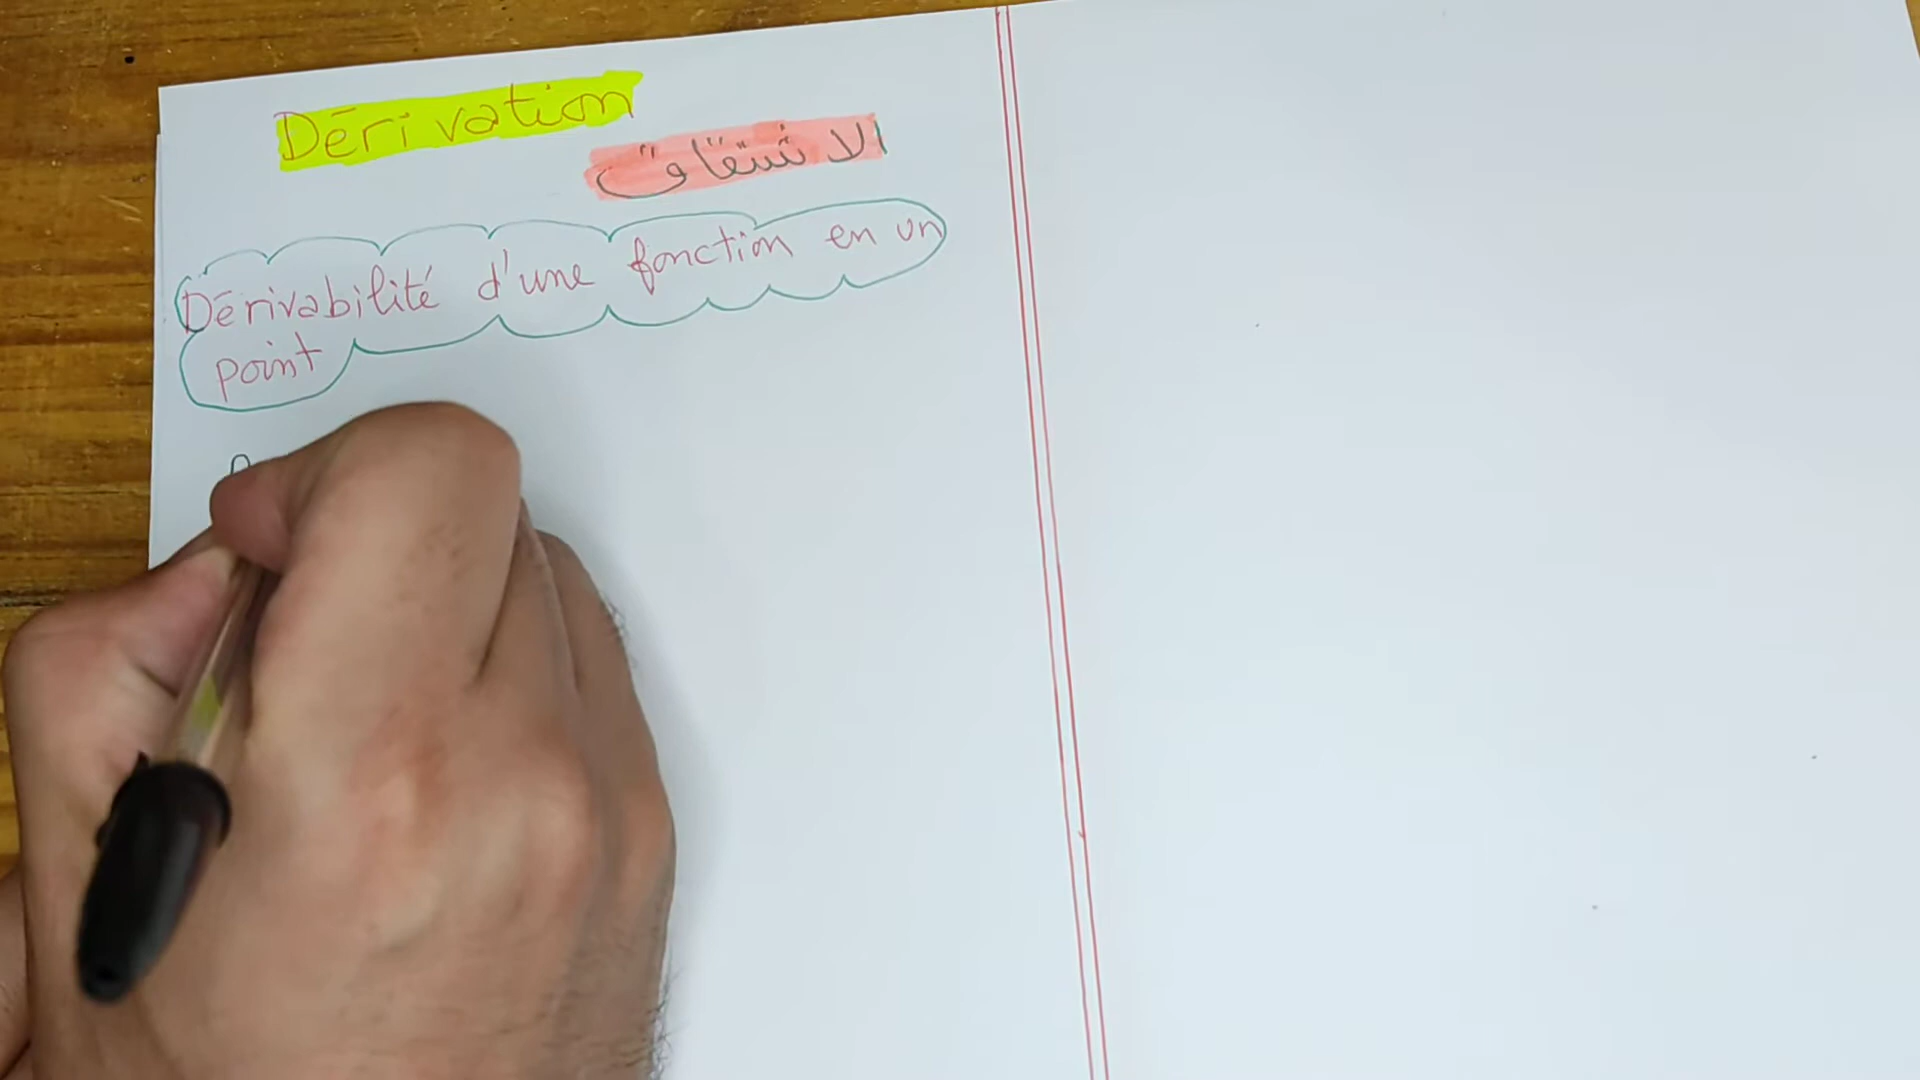 Dérivation
الاشتقاق
Dérivabilité d'une fonction en un
point